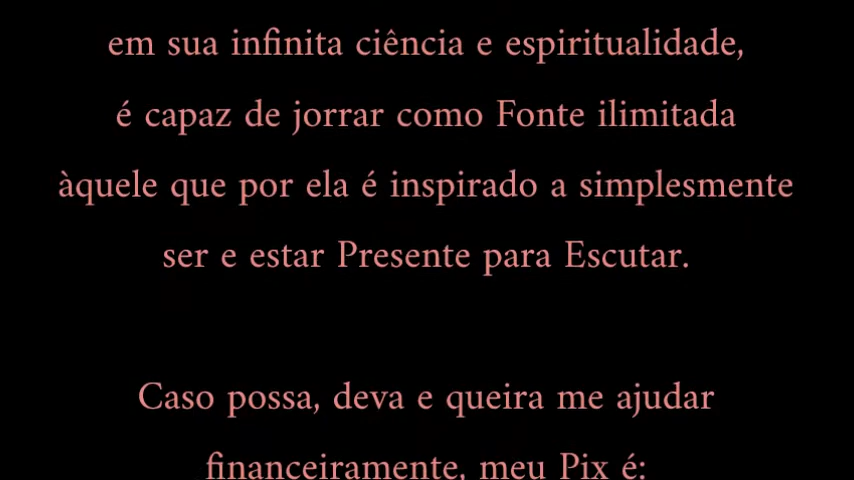 em sua infinita ciência e espiritualidade,
é capaz de jorrar como Fonte ilimitada
àquele que por ela é inspirado a simplesmente
ser e estar Presente para Escutar.
Caso possa, deva e queira me ajudar
financeiramente, meu Pix é: